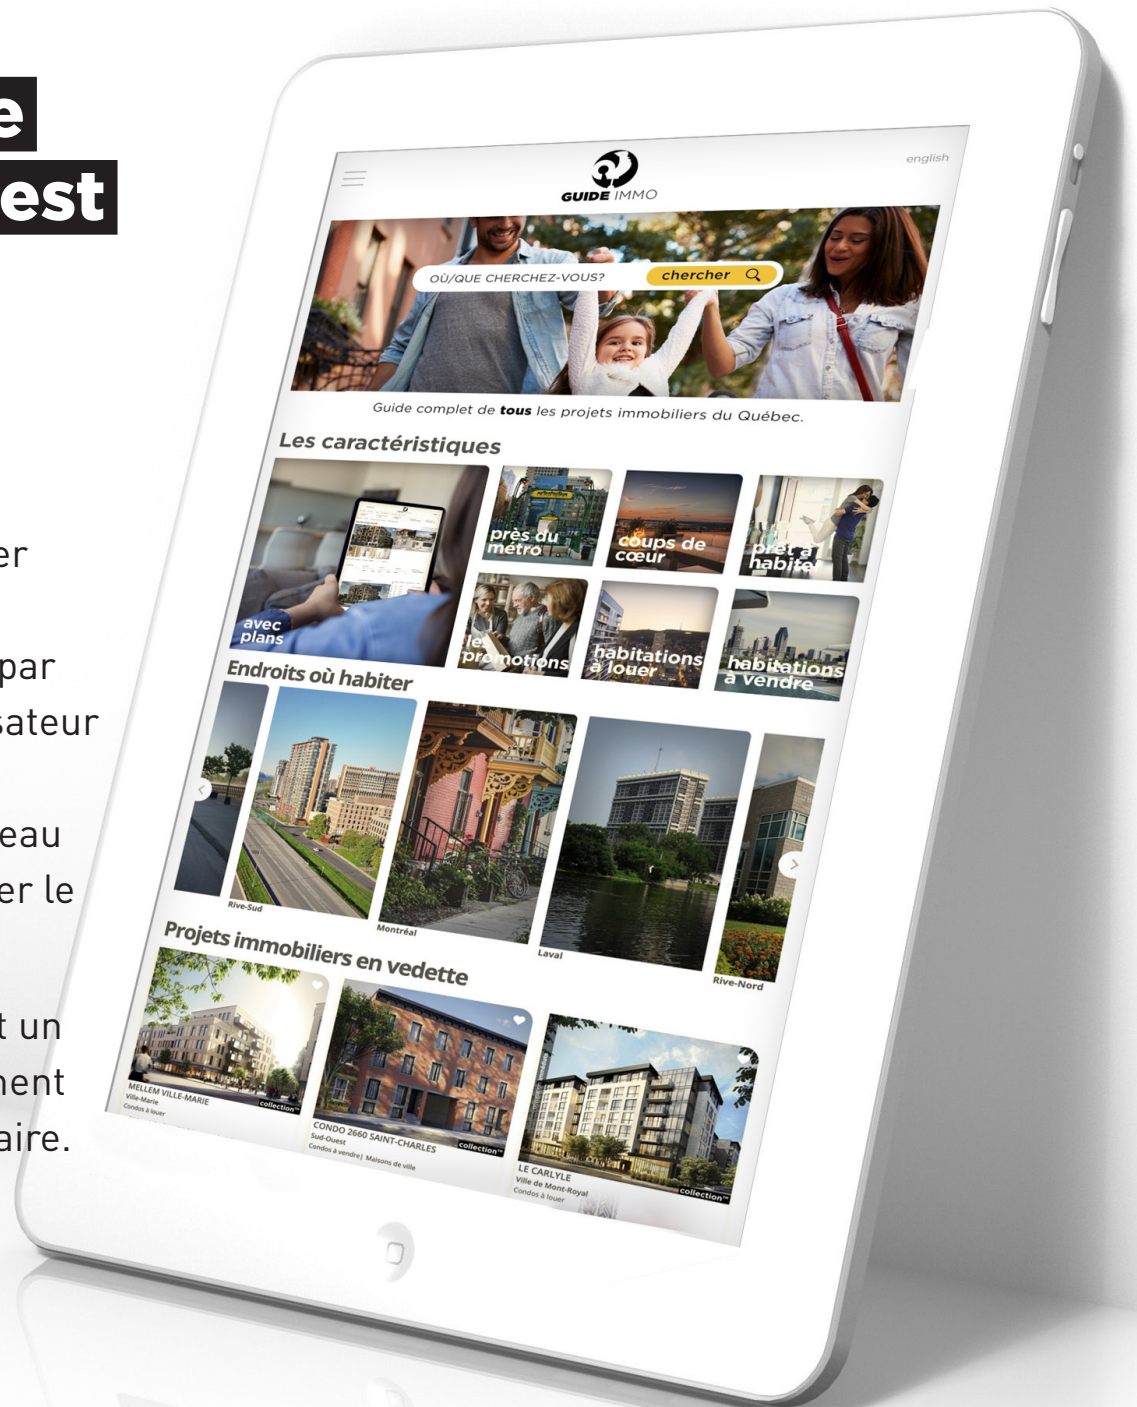 e
est
er
par
sateur
eau
er le
t un
ment
aire.
english
GUIDE IMMO
OÙ/QUE CHERCHEZ-VOUS?
chercher
Guide complet de tous les projets immobiliers du Québec.
Les caractéristiques
avec
plans
près du
métro
coups de
cœur
prêt à
habiter
les
promotions
habitations
à louer
habitations
à vendre
Endroits où habiter
Rive-Sud
Montréal
Laval
Rive-Nord
Projets immobiliers en vedette
MELLEM VILLE-MARIE
Ville-Marie
Condos à louer
collection™
CONDO 2660 SAINT-CHARLES
Sud-Ouest
Condos à vendre| Maisons de ville
collection™
LE CARLYLE
Ville de Mont-Royal
Condos à louer
collection™